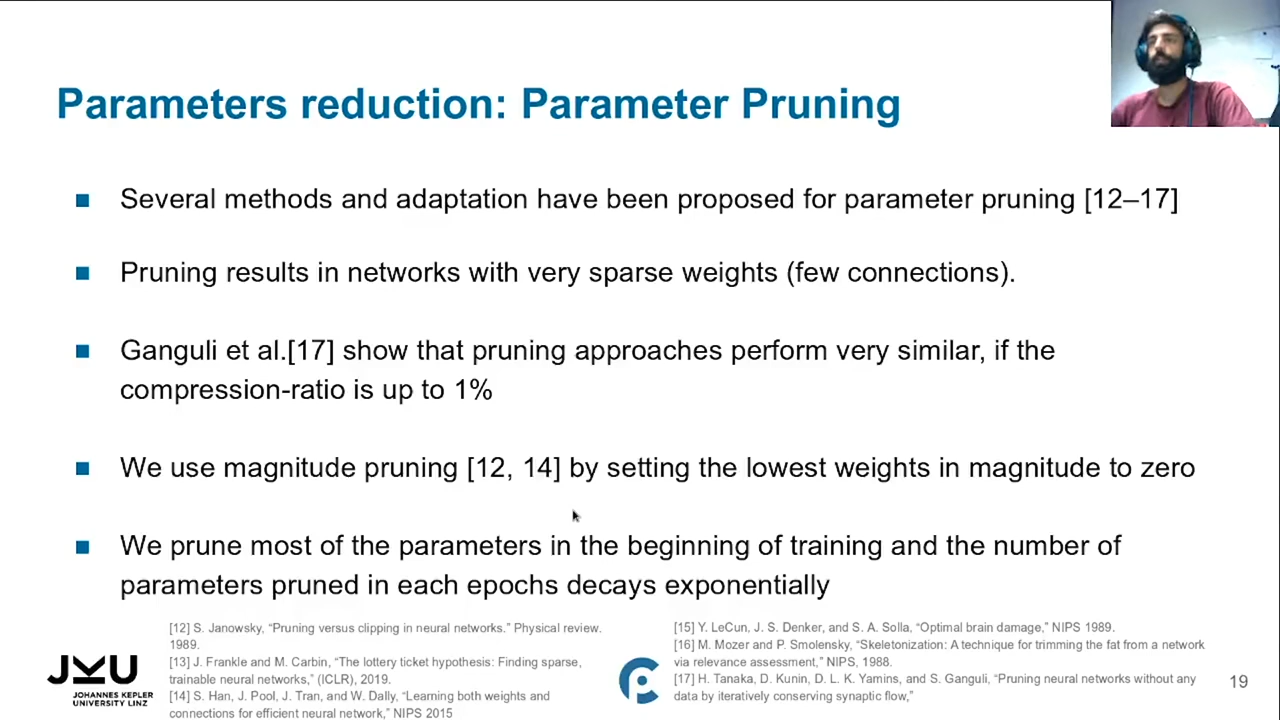 Parameters reduction: Parameter Pruning
Several methods and adaptation have been proposed for parameter pruning [12–17]
Pruning results in networks with very sparse weights (few connections).
Ganguli et al.[17] show that pruning approaches perform very similar, if the
compression-ratio is up to 1%
We use magnitude pruning [12, 14] by setting the lowest weights in magnitude to zero
We prune most of the parameters in the beginning of training and the number of
parameters pruned in each epochs decays exponentially
[12] S. Janowsky, “Pruning versus clipping in neural networks.” Physical review.
1989.
[13] J. Frankle and M. Carbin, “The lottery ticket hypothesis: Finding sparse,
trainable neural networks,” (ICLR), 2019.
[14] S. Han, J. Pool, J. Tran, and W. Dally, “Learning both weights and
connections for efficient neural network,” NIPS 2015
[15] Y. LeCun, J. S. Denker, and S. A. Solla, “Optimal brain damage,” NIPS 1989.
[16] M. Mozer and P. Smolensky, “Skeletonization: A technique for trimming the fat from a network
via relevance assessment,” NIPS, 1988.
[17] H. Tanaka, D. Kunin, D. L. K. Yamins, and S. Ganguli, “Pruning neural networks without any
data by iteratively conserving synaptic flow,”
JKU
JOHANNES KEPLER
UNIVERSITY LINZ
19